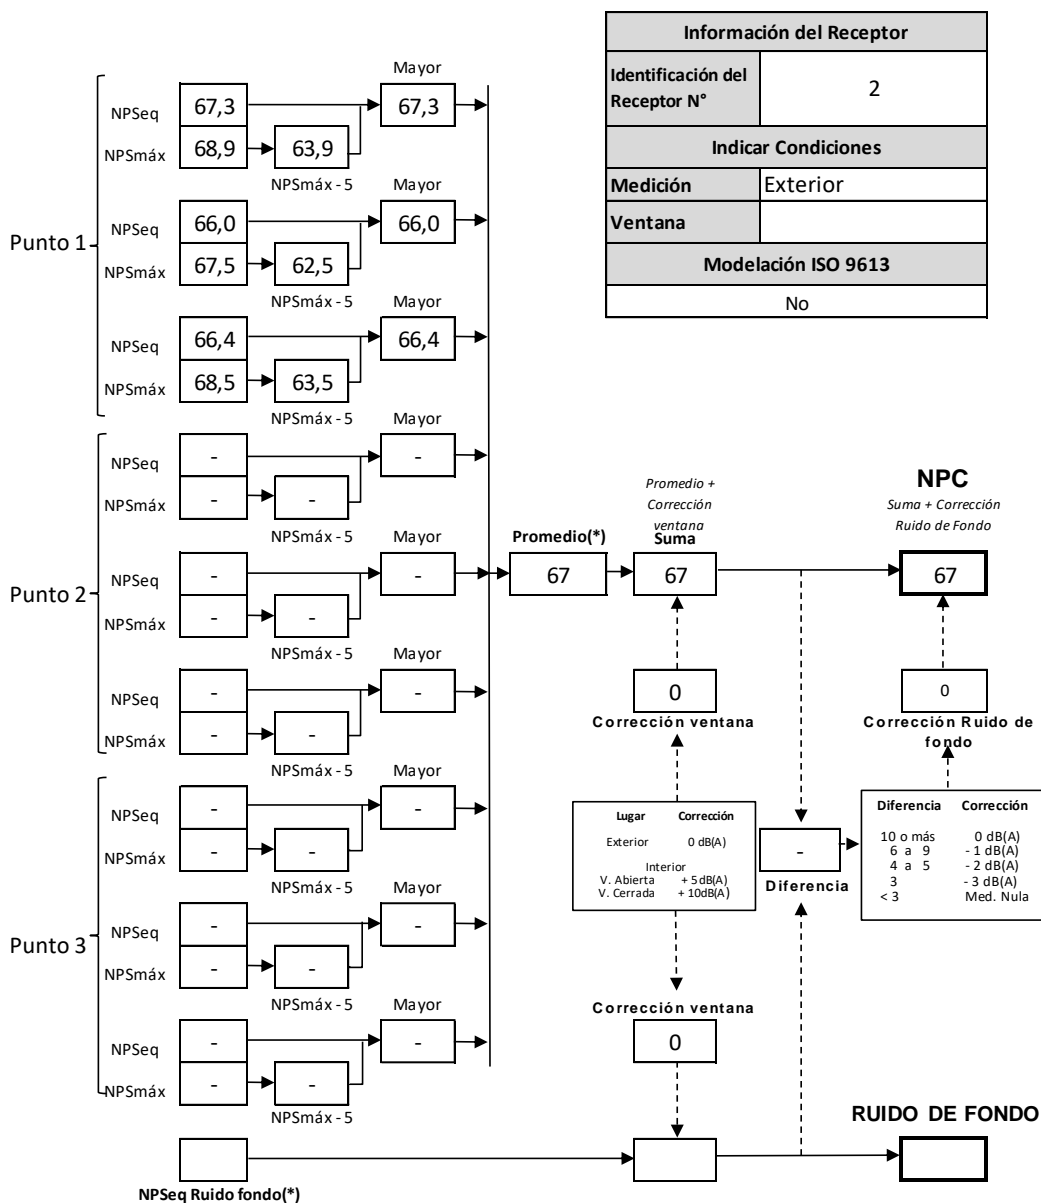 Información del Receptor
Identificación del
Receptor N°
2
Indicar Condiciones
Medición
Exterior
Ventana
Modelación ISO 9613
No
Punto 1
Mayor
NPSeq
67,3
67,3
NPSmáx
68,9
63,9
NPSmáx - 5
Mayor
NPSeq
66,0
66,0
NPSmáx
67,5
62,5
NPSmáx - 5
Mayor
NPSeq
66,4
66,4
NPSmáx
68,5
63,5
NPSmáx - 5
Punto 2
Mayor
NPSeq
-
-
NPSmáx
-
-
NPSmáx - 5
Mayor
NPSeq
-
-
NPSmáx
-
-
NPSmáx - 5
Mayor
NPSeq
-
-
NPSmáx
-
-
NPSmáx - 5
Punto 3
Mayor
NPSeq
-
-
NPSmáx
-
-
NPSmáx - 5
Mayor
NPSeq
-
-
NPSmáx
-
-
NPSmáx - 5
Mayor
NPSeq
-
-
NPSmáx
-
-
NPSmáx - 5
NPSeq Ruido fondo(*)
Promedio(*)
67
Promedio +
Corrección
ventana
Suma
67
NPC
Suma + Corrección
Ruido de Fondo
67
0
Corrección ventana
0
Corrección Ruido de
fondo
Lugar Corrección
Exterior 0 dB(A)
Interior
V. Abierta + 5 dB(A)
V. Cerrada + 10dB(A)
-
Diferencia
Diferencia Corrección
10 o más 0 dB(A)
6 a 9 - 1 dB(A)
4 a 5 - 2 dB(A)
3 - 3 dB(A)
< 3 Med. Nula
Corrección ventana
0
RUIDO DE FONDO